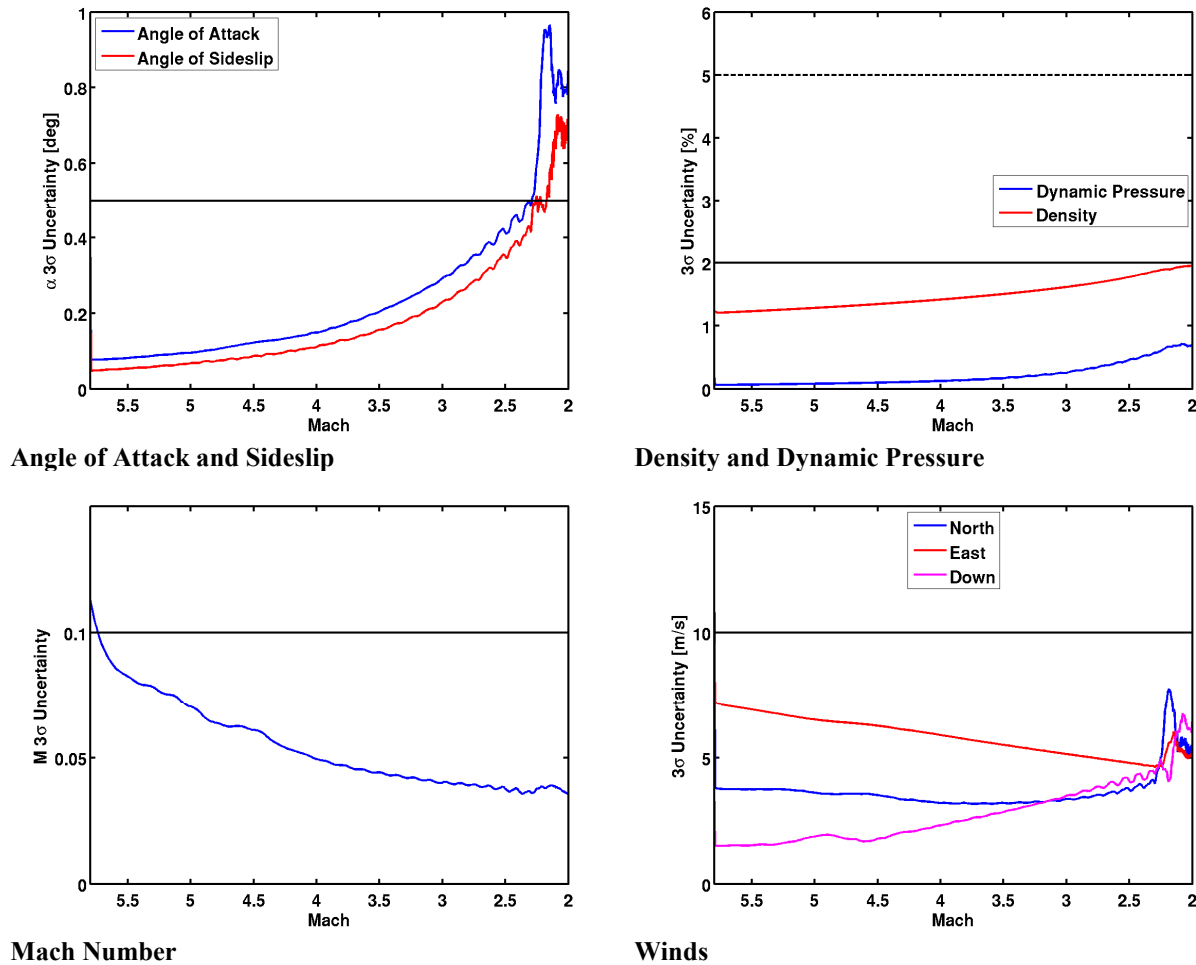 1
0.8
0.6
0.4
0.2
0
α 3σ Uncertainty [deg]
Angle of Attack
Angle of Sideslip
5.5 5 4.5 4 3.5 3 2.5 2
Mach
Angle of Attack and Sideslip
6
5
4
3
2
1
0
3σ Uncertainty [%]
Dynamic Pressure
Density
5.5 5 4.5 4 3.5 3 2.5 2
Mach
Density and Dynamic Pressure
0.1
0.05
0
M 3σ Uncertainty
5.5 5 4.5 4 3.5 3 2.5 2
Mach
Mach Number
15
10
5
0
3σ Uncertainty [m/s]
North
East
Down
5.5 5 4.5 4 3.5 3 2.5 2
Mach
Winds